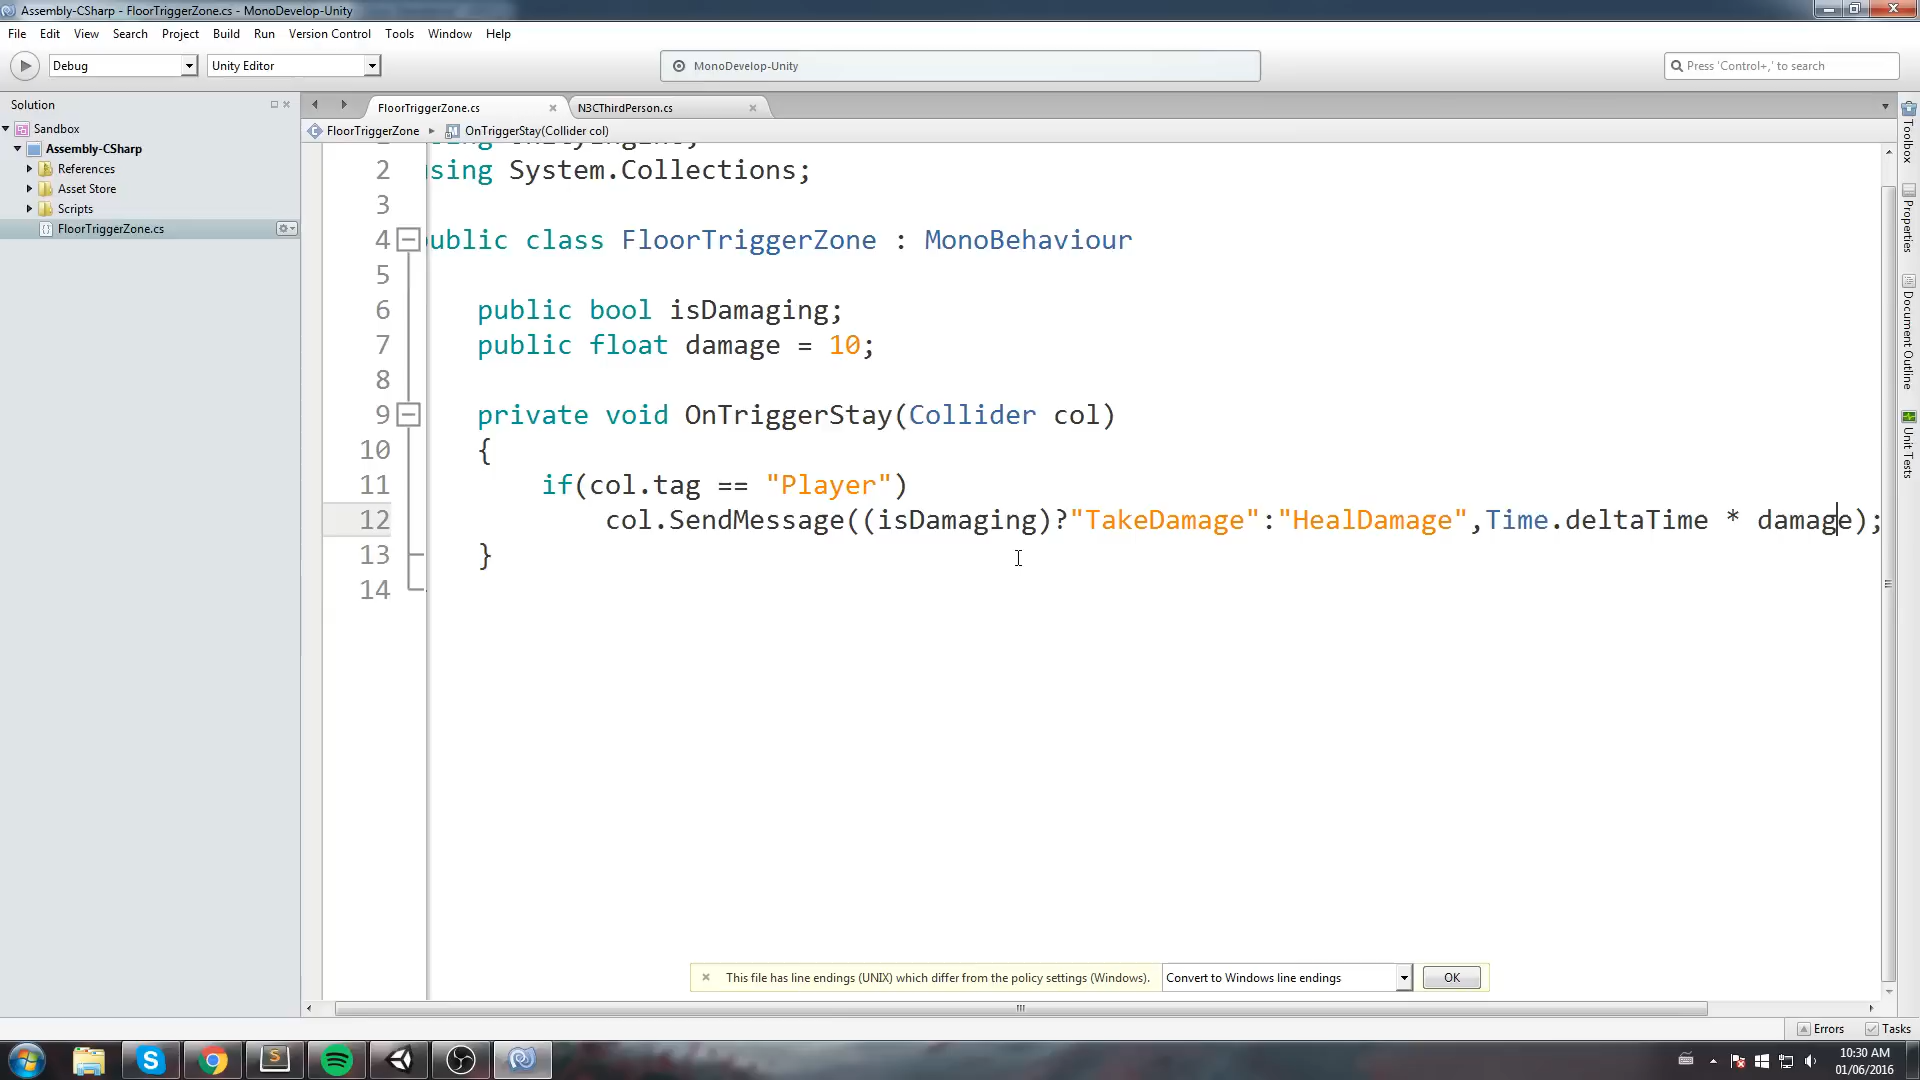 Assembly-CSharp - FloorTriggerZone.cs - MonoDevelop-Unity
File Edit View Search Project Build Run Version Control Tools Window Help
Debug Unity Editor MonoDevelop-Unity Press 'Control+,' to search
Solution
Sandbox
Assembly-CSharp
References
Asset Store
Scripts
FloorTriggerZone.cs
FloorTriggerZone.cs N3CThirdPerson.cs
FloorTriggerZone OnTriggerStay(Collider col)
2 sing System.Collections;
3
4 ublic class FloorTriggerZone : MonoBehaviour
5
6 public bool isDamaging;
7 public float damage = 10;
8
9 private void OnTriggerStay(Collider col)
10 {
11 if(col.tag == "Player")
12 col.SendMessage((isDamaging)?"TakeDamage":"HealDamage",Time.deltaTime * damage);
13 }
14
Toolbox
Properties
Document Outline
Unit Tests
This file has line endings (UNIX) which differ from the policy settings (Windows). Convert to Windows line endings OK
Errors Tasks
10:30 AM
01/06/2016